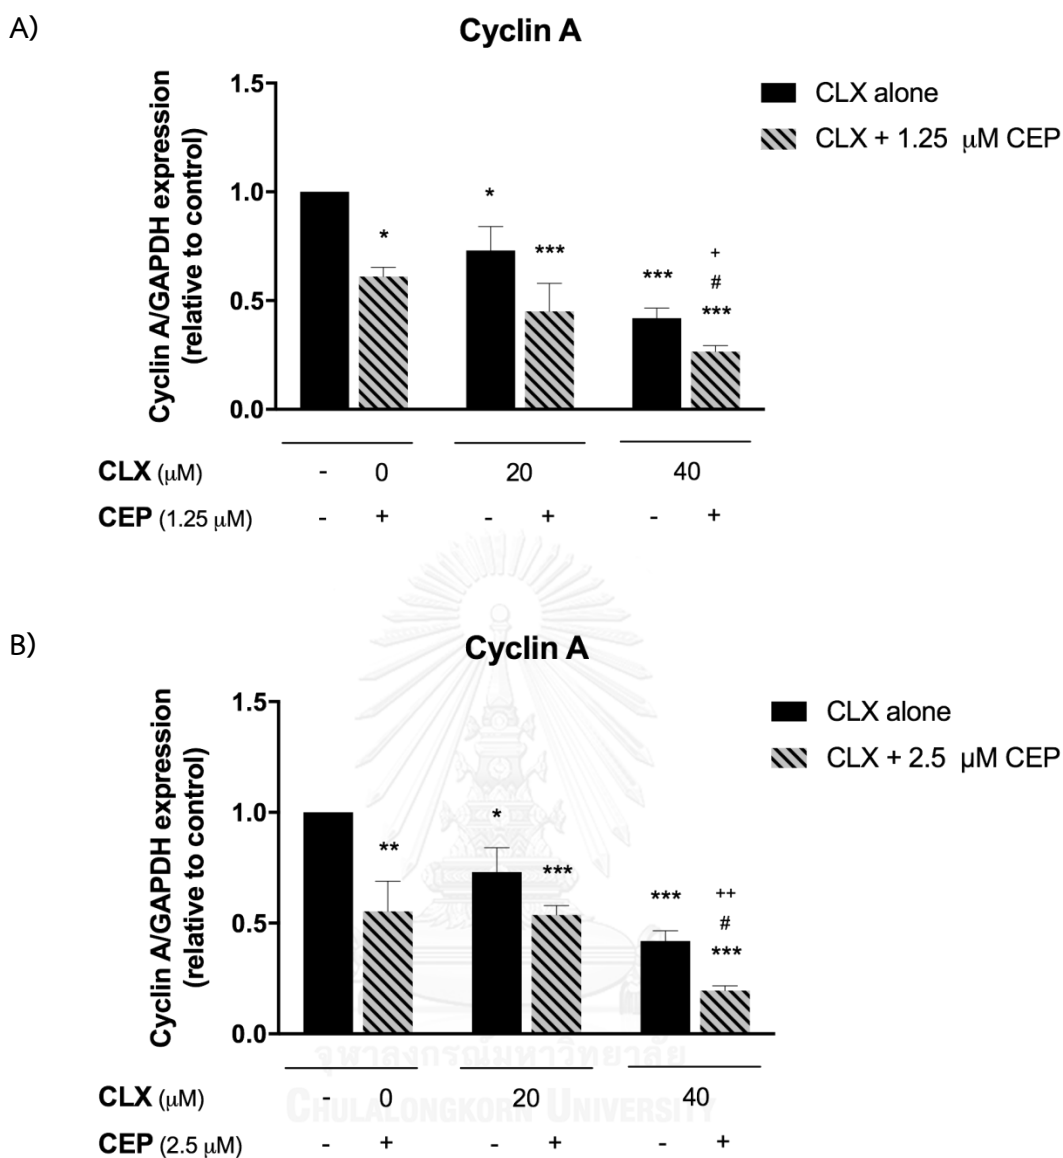 A)
Cyclin A
Cyclin A/GAPDH expression
(relative to control)
1.5
1.0
0.5
0.0
CLX alone
CLX + 1.25 μM CEP
*
*
***
***
+
#
***
CLX (μM) - 0 20 40
CEP (1.25 μM) - + - + - +
B)
Cyclin A
Cyclin A/GAPDH expression
(relative to control)
1.5
1.0
0.5
0.0
CLX alone
CLX + 2.5 μM CEP
**
*
***
***
++
#
***
จุฬาลงกรณ์มหาวิทยาลัย
CLX (μM) - 0 20 40
CHULALONGKORN UNIVERSITY
CEP (2.5 μM) - + - + - +